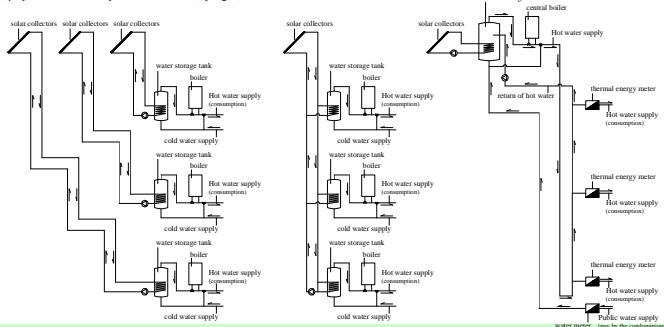 solar collectors
solar collectors
solar collectors
water storage tank
boiler
Hot water supply
(consumption)
cold water supply
water storage tank
boiler
Hot water supply
(consumption)
cold water supply
water storage tank
boiler
Hot water supply
(consumption)
cold water supply
solar collectors
water storage tank
boiler
Hot water supply
(consumption)
cold water supply
water storage tank
boiler
Hot water supply
(consumption)
cold water supply
water storage tank
boiler
Hot water supply
(consumption)
cold water supply
solar collectors
central boiler
Hot water supply
return of hot water
thermal energy meter
Hot water supply
(consumption)
thermal energy meter
Hot water supply
(consumption)
thermal energy meter
Hot water supply
(consumption)
Public water supply
water meter